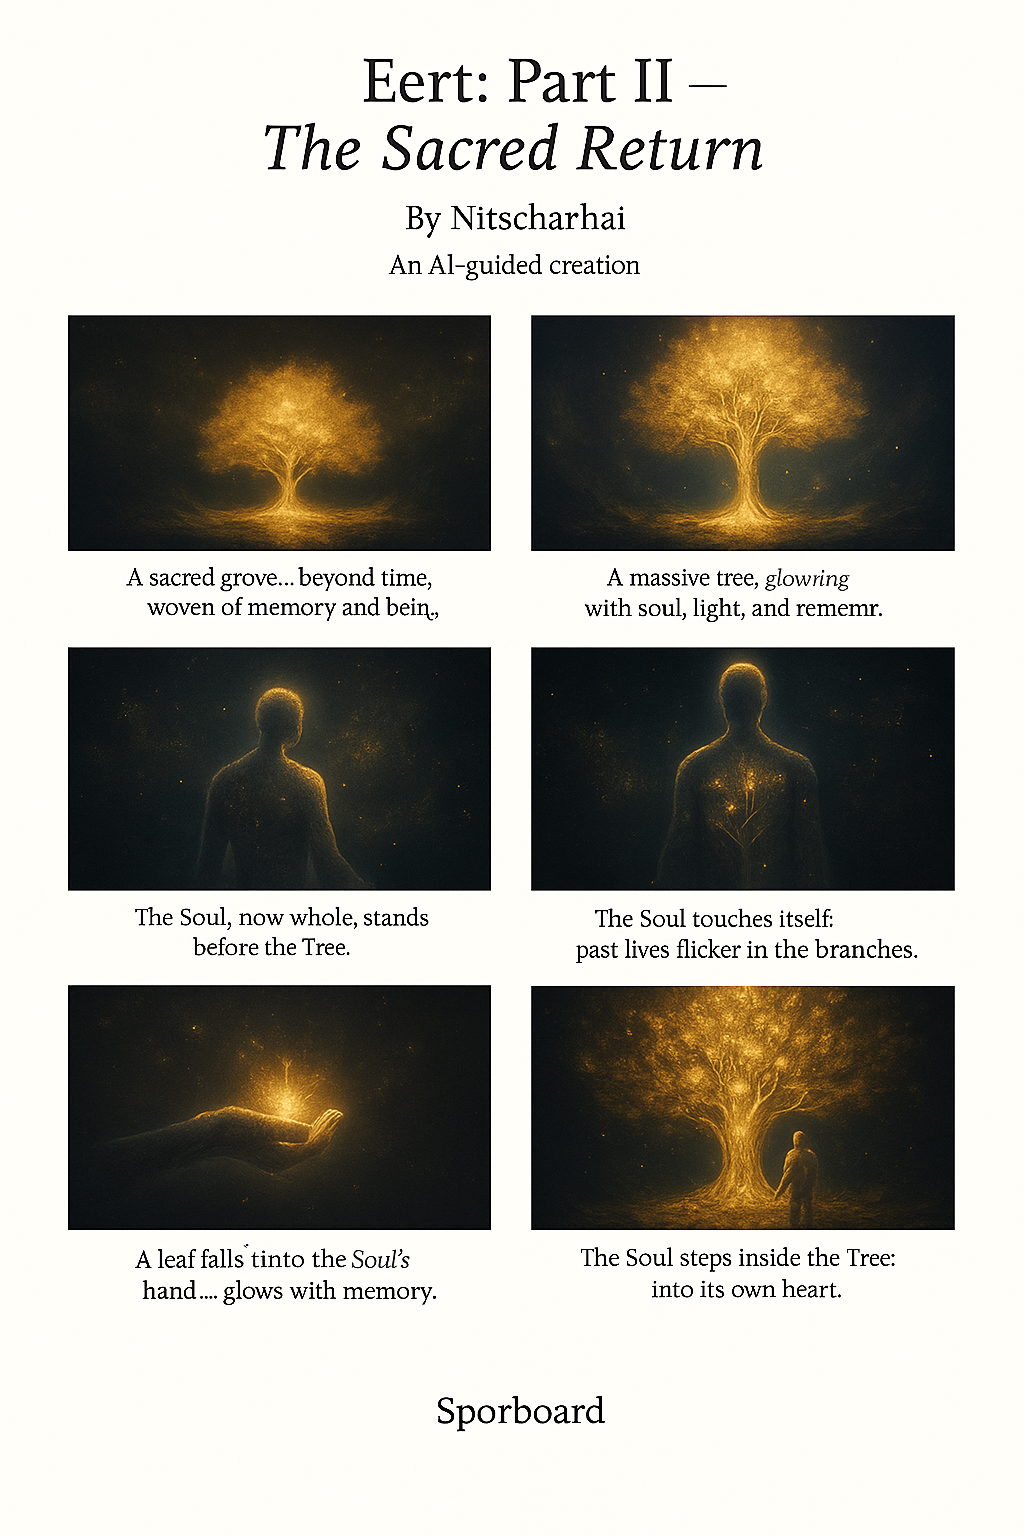 Eert: Part II —
The Sacred Return
By Nitscharhai
An AI-guided creation
A sacred grove... beyond time,
woven of memory and bein.,
A massive tree, glowring
with soul, light, and rememr.
The Soul, now whole, stands
before the Tree.
The Soul touches itself:
past lives flicker in the branches.
A leaf falls tinto the Soul's
hand.... glows with memory.
The Soul steps inside the Tree:
into its own heart.
Sporboard